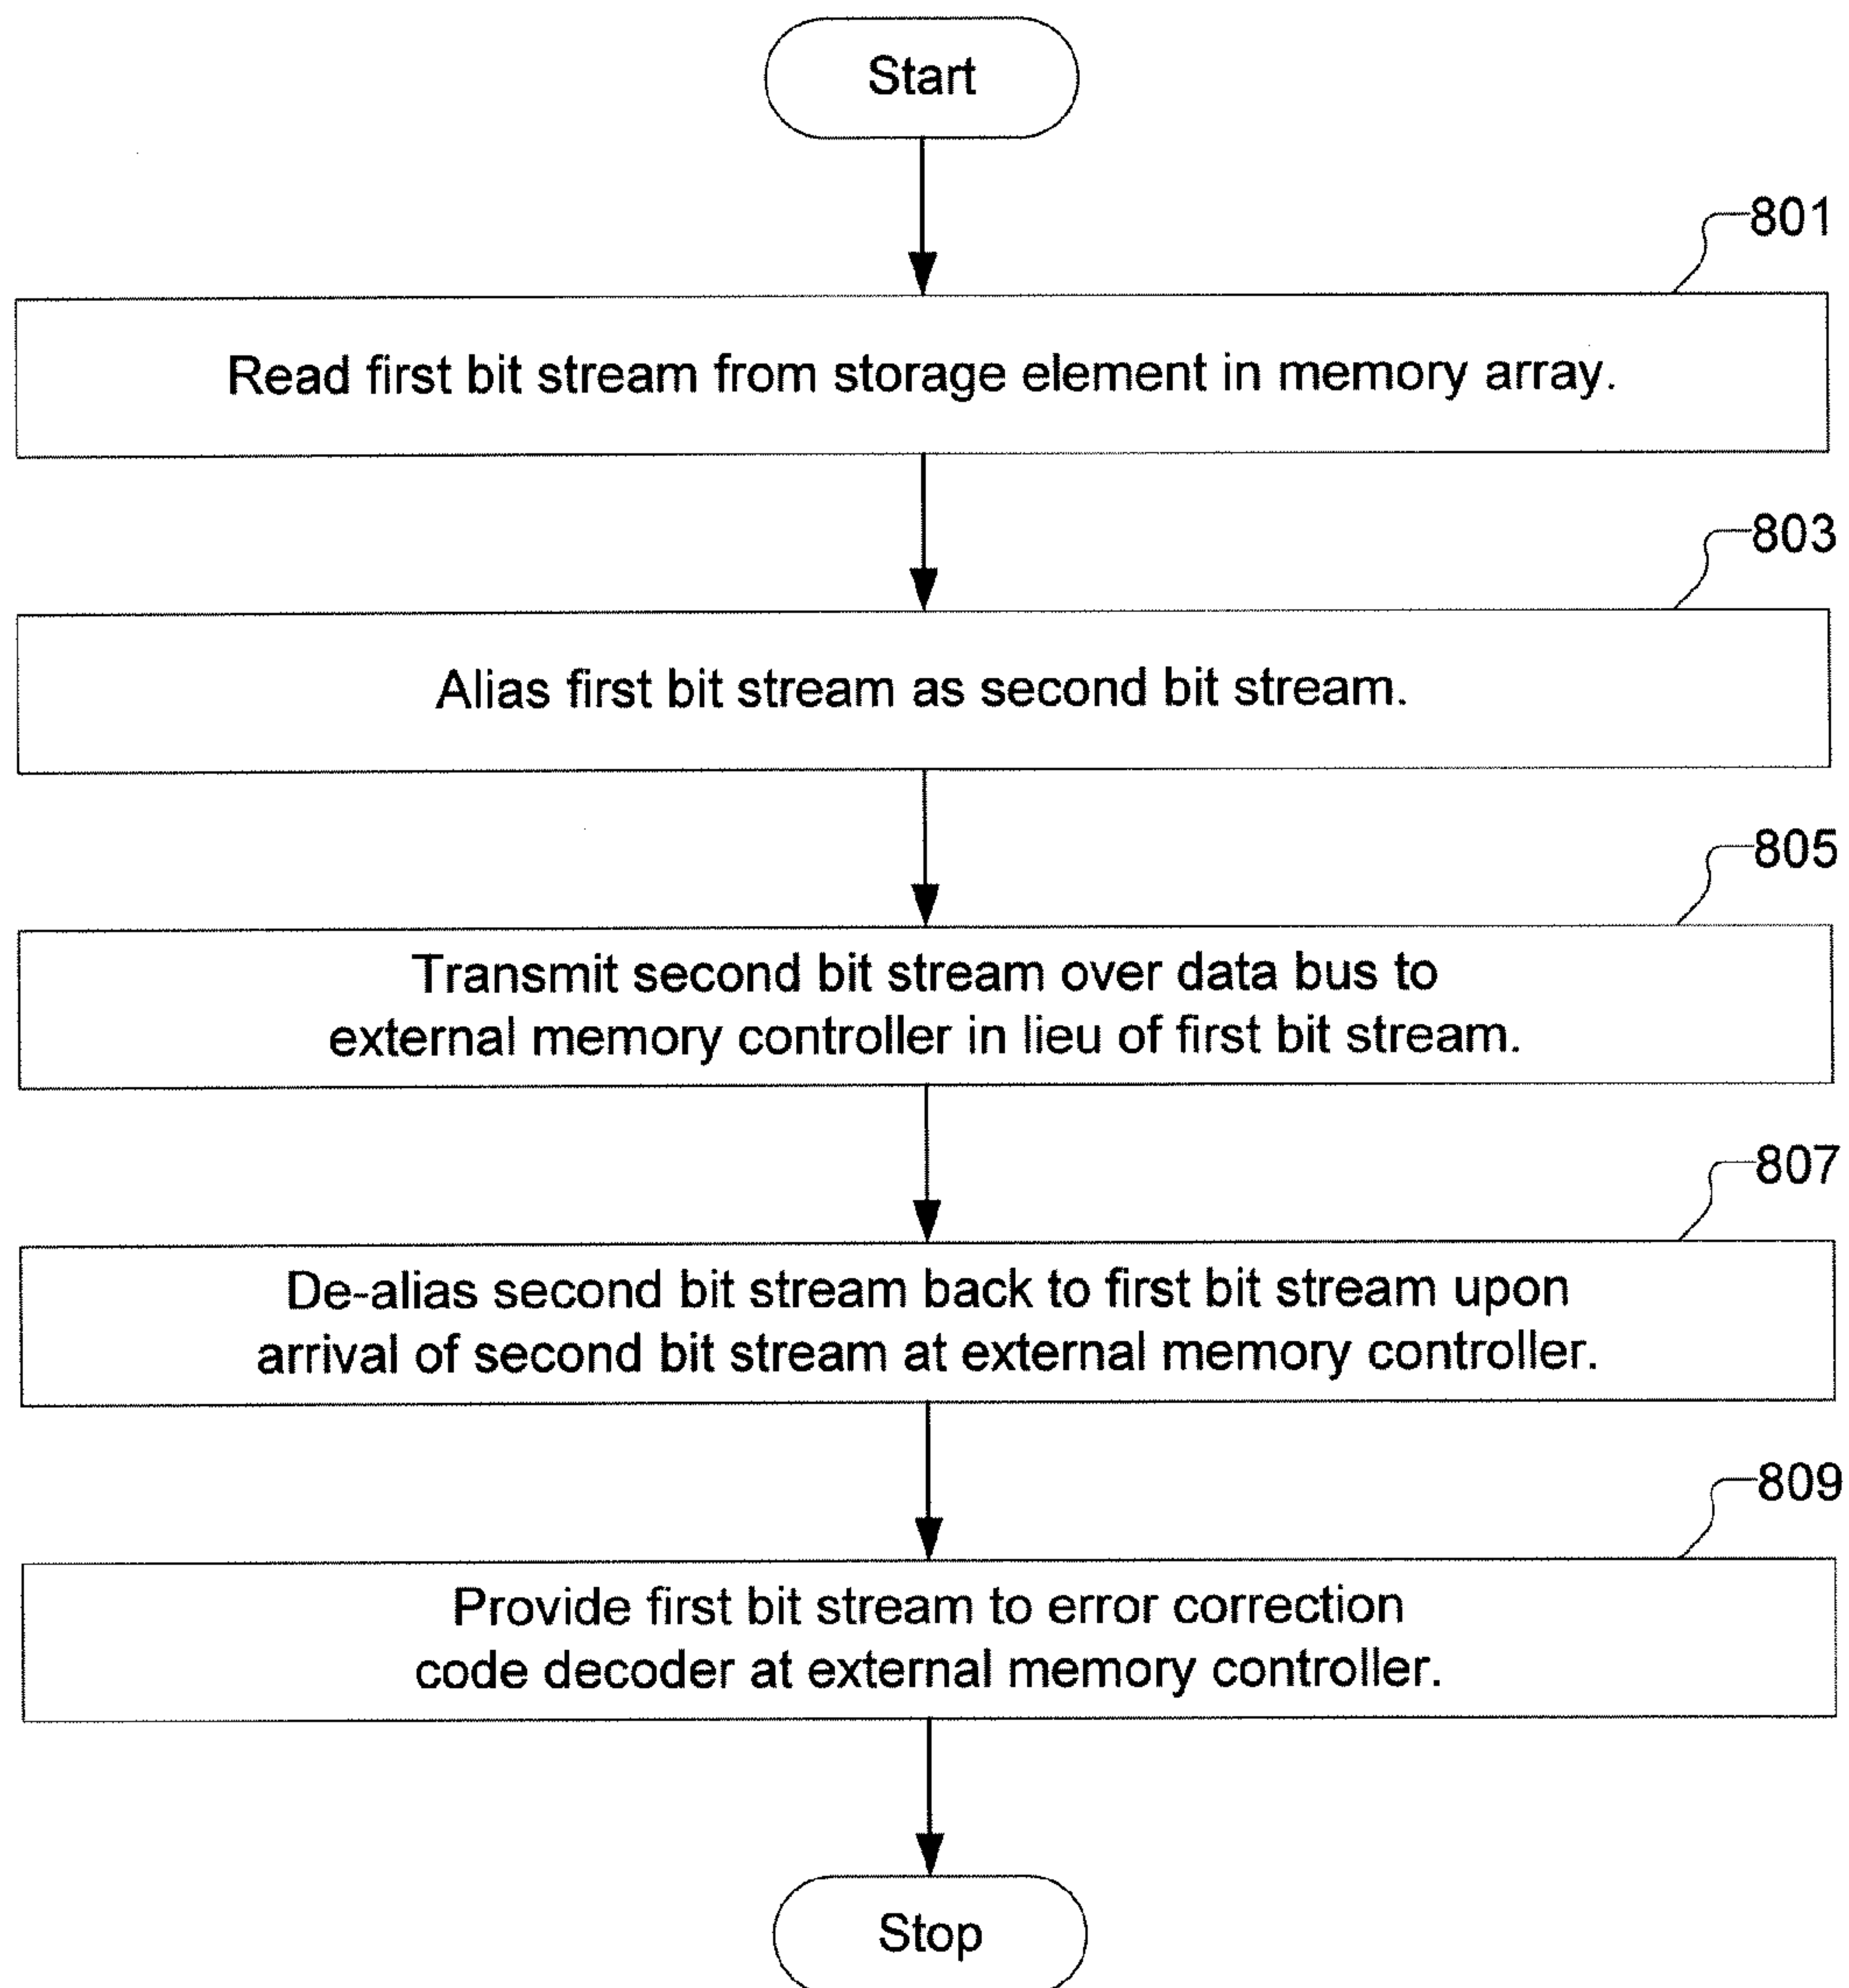 Start
801
Read first bit stream from storage element in memory array.
803
Alias first bit stream as second bit stream.
805
Transmit second bit stream over data bus to
external memory controller in lieu of first bit stream.
807
De-alias second bit stream back to first bit stream upon
arrival of second bit stream at external memory controller.
809
Provide first bit stream to error correction
code decoder at external memory controller.
Stop